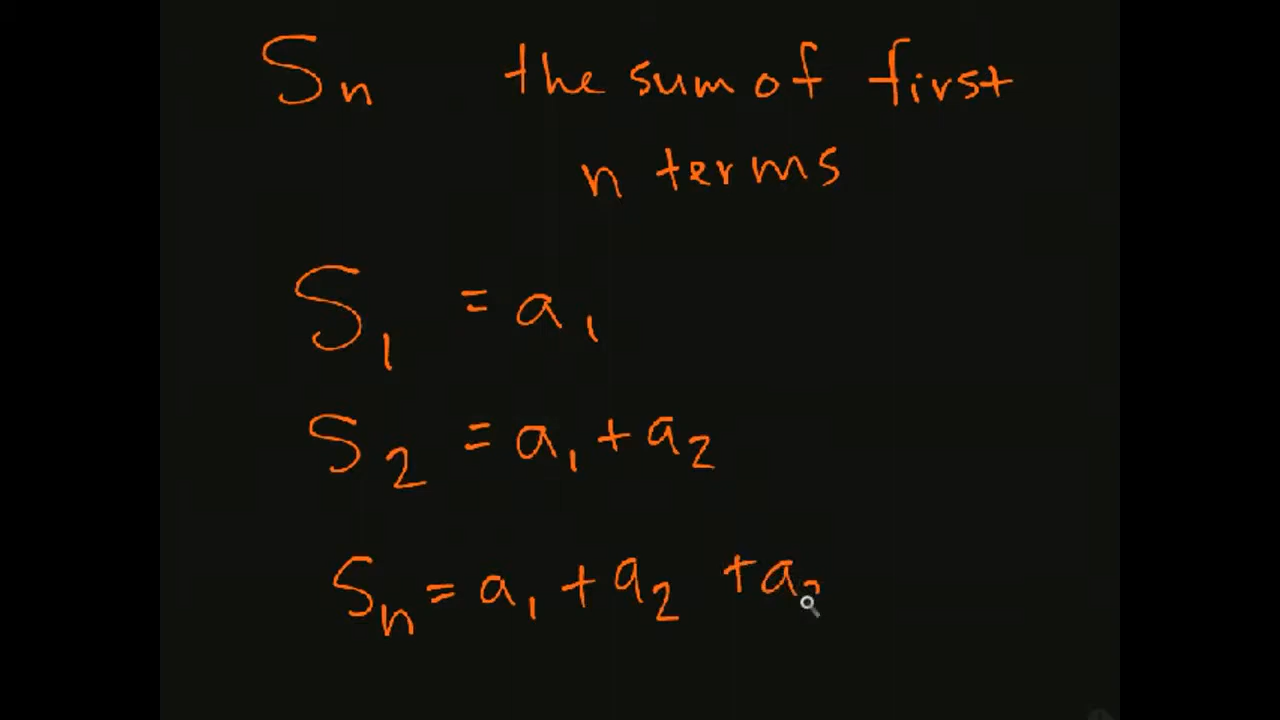 Sn the sum of first
n terms
S1 = a1
S2 = a1 + a2
Sn = a1 + a2 + a